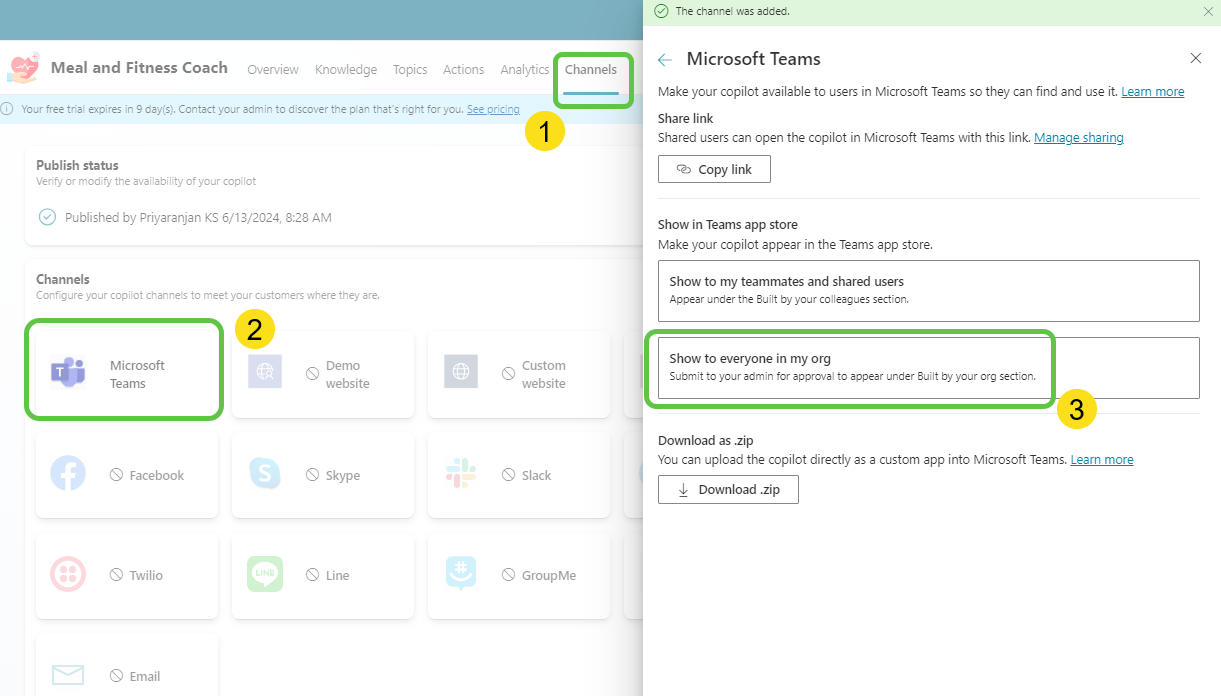 The channel was added.
Meal and Fitness Coach
Overview
Knowledge
Topics
Actions
Analytics
Channels
Your free trial expires in 9 day(s). Contact your admin to discover the plan that's right for you. See pricing
1
Publish status
Verify or modify the availability of your copilot
Published by Priyaranjan KS 6/13/2024, 8:28 AM
Channels
Configure your copilot channels to meet your customers where they are.
2
T
Microsoft
Teams
Demo
website
Custom
website
Facebook
S
Skype
Slack
Twilio
LINE
Line
#
GroupMe
Email
Microsoft Teams
Make your copilot available to users in Microsoft Teams so they can find and use it. Learn more
Share link
Shared users can open the copilot in Microsoft Teams with this link. Manage sharing
Copy link
Show in Teams app store
Make your copilot appear in the Teams app store.
Show to my teammates and shared users
Appear under the Built by your colleagues section.
Show to everyone in my org
Submit to your admin for approval to appear under Built by your org section.
3
Download as .zip
You can upload the copilot directly as a custom app into Microsoft Teams. Learn more
Download .zip